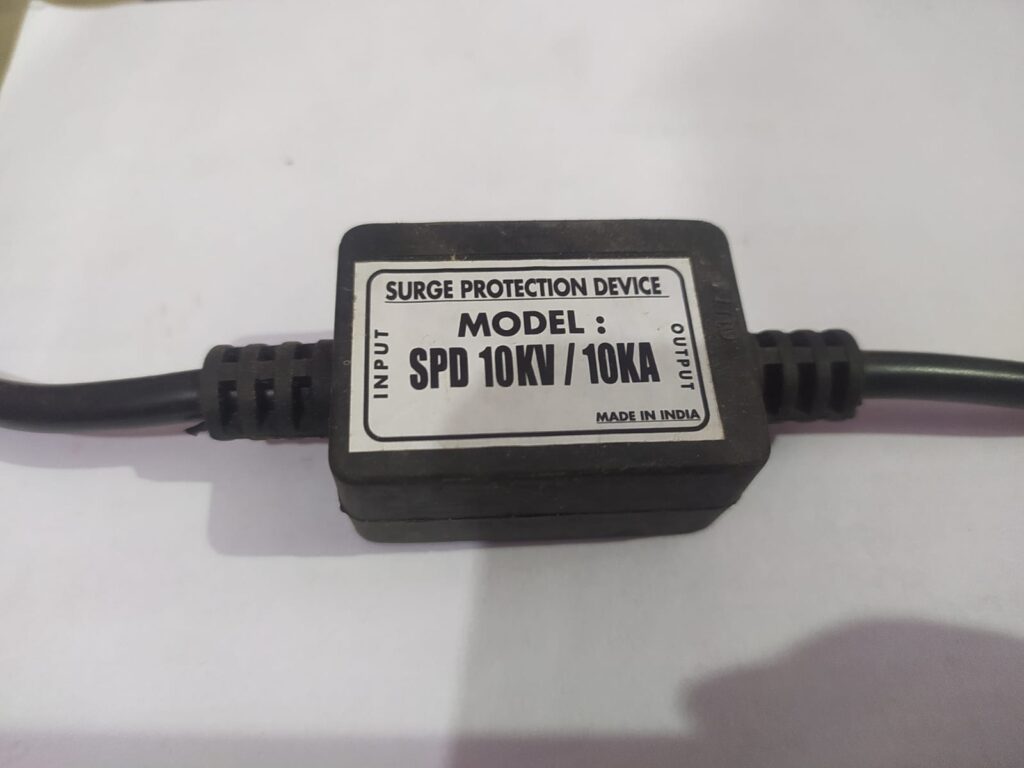 SURGE PROTECTION DEVICE
MODEL :
INPUT
SPD 10KV / 10KA
OUTPUT
MADE IN INDIA